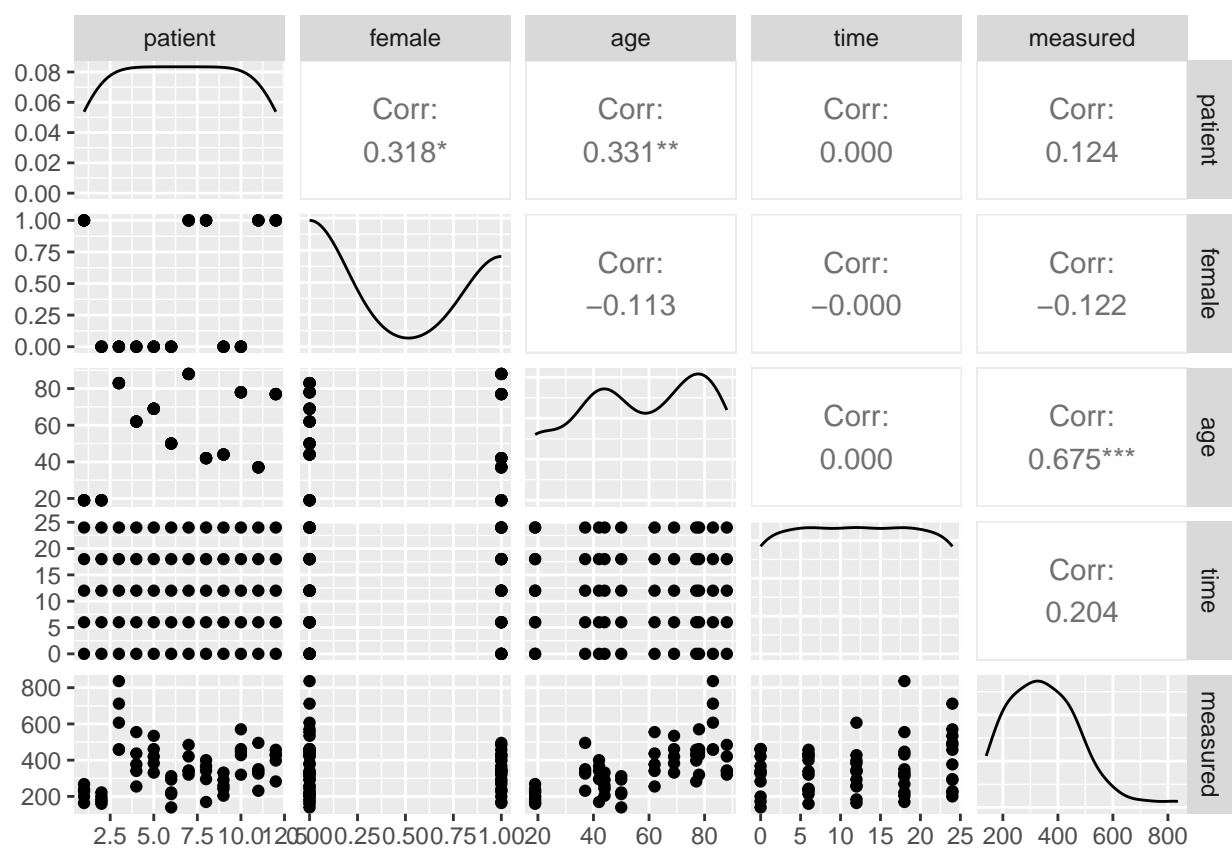 patient female age time measured
0.08
0.06
0.04
0.02
0.00
Corr:
0.318*
Corr:
0.331**
Corr:
0.000
Corr:
0.124
patient
1.00
0.75
0.50
0.25
0.00
Corr:
−0.113
Corr:
−0.000
Corr:
−0.122
female
80
60
40
20
Corr:
0.000
Corr:
0.675***
age
25
20
15
10
5
0
Corr:
0.204
time
800
600
400
200
measured
2.5 5.0 7.5 10.0 12.5 0.00 0.25 0.50 0.75 1.00 20 40 60 80 0 5 10 15 20 25 200 400 600 800